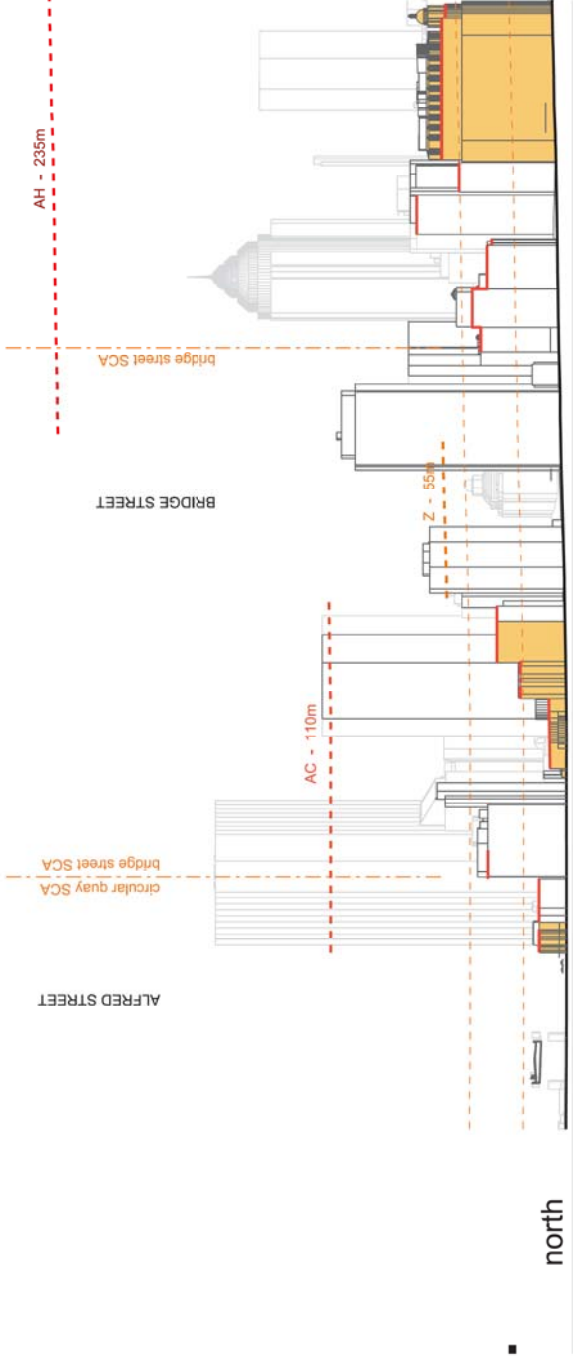 AH - 235m
bridge street SCA
BRIDGE STREET
Z - 55m
AC - 110m
bridge street SCA
circular quay SCA
ALFRED STREET
north